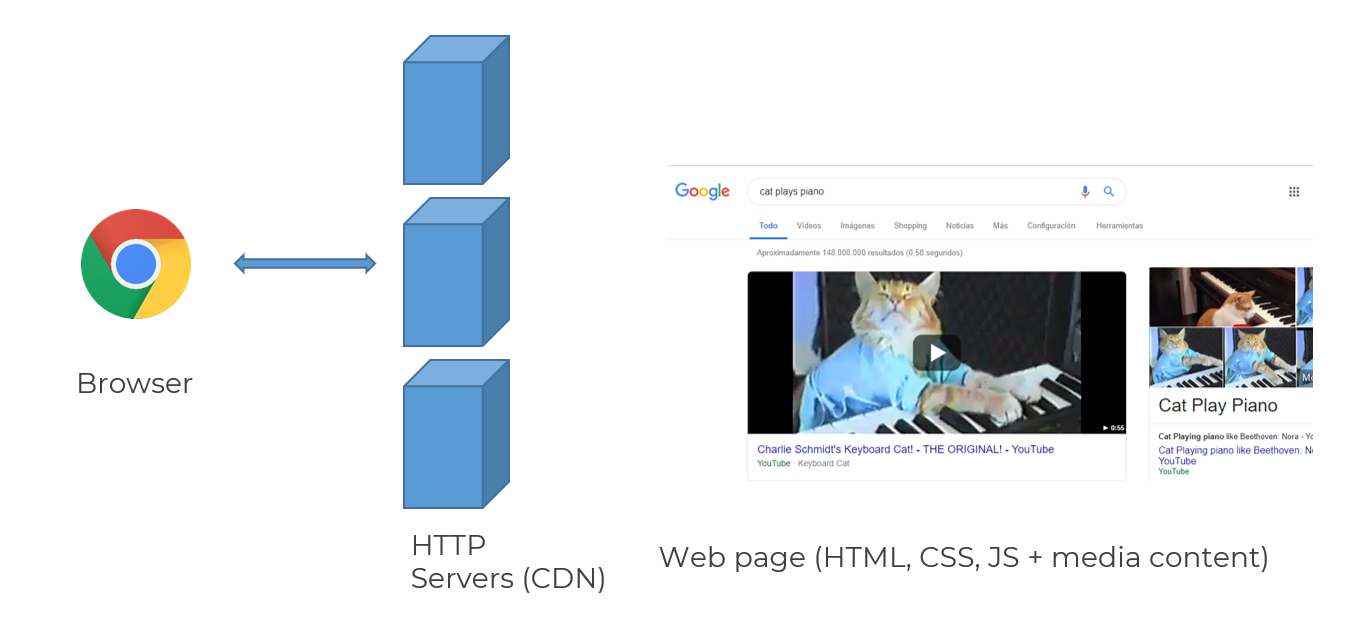 Google
cat plays piano
Todo Vídeos Imágenes Shopping Noticias Más Configuración Herramientas
Aproximadamente 148.000.000 resultados (0,58 segundos)
0:55
Charlie Schmidt's Keyboard Cat! - THE ORIGINAL! - YouTube
YouTube · Keyboard Cat
Cat Play Piano
Cat Playing piano like Beethoven: Nora - Yo
Cat Playing piano like Beethoven: N
YouTube
YouTube
Browser
HTTP
Servers (CDN)
Web page (HTML, CSS, JS + media content)